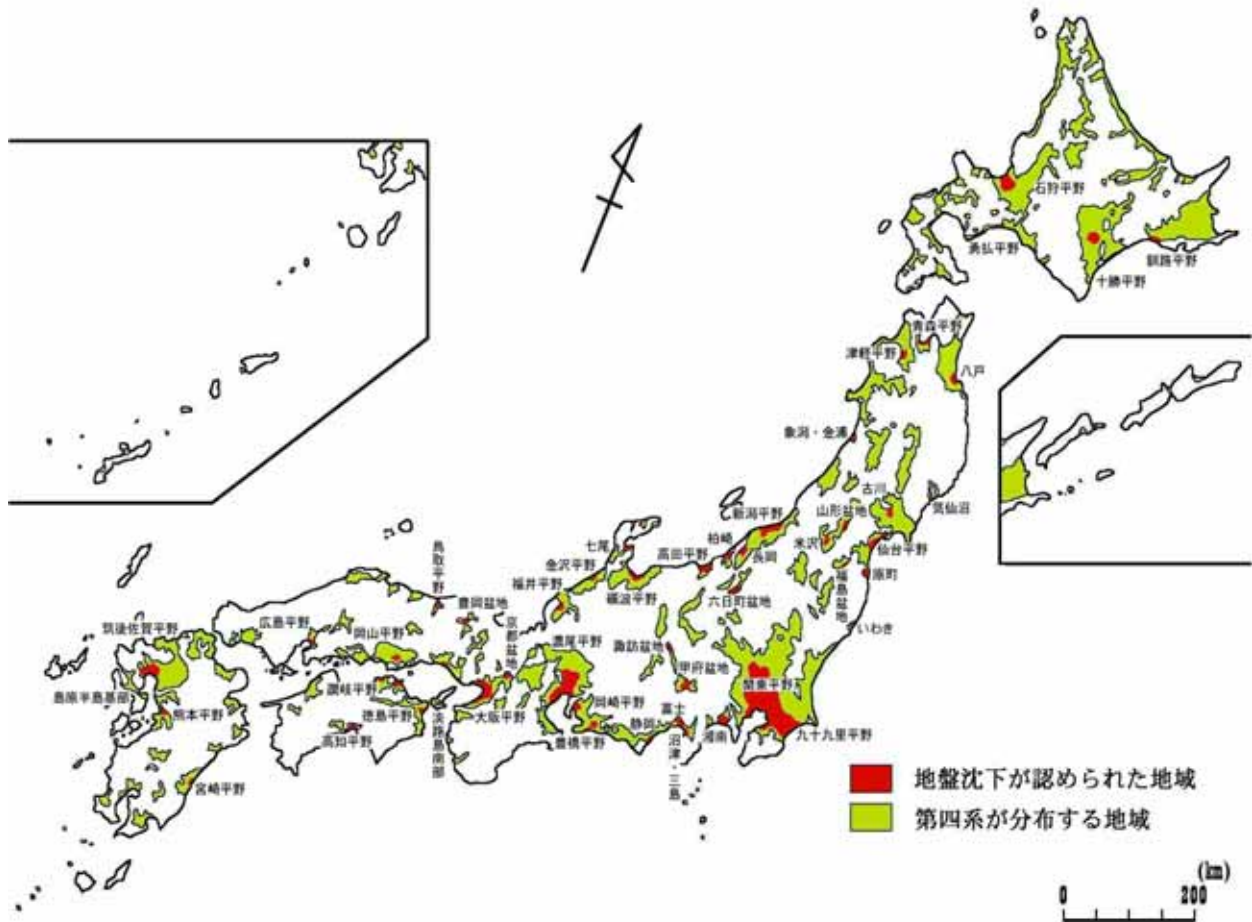 石狩平野
勇払平野
十勝平野
釧路平野
青森平野
津軽平野
八戸
象潟・金浦
古川
気仙沼
新潟平野
山形盆地
柏崎
長岡
米沢
仙台平野
七尾
高田平野
福島盆地
原町
金沢平野
砺波平野
六日町盆地
福井平野
いわき
鳥取平野
豊岡盆地
京都盆地
濃尾平野
諏訪盆地
甲府盆地
関東平野
筑後佐賀平野
広島平野
岡山平野
島原半島基部
讃岐平野
徳島平野
淡路島南部
大阪平野
岡崎平野
豊橋平野
静岡
富士
沼津・三島
湘南
九十九里平野
熊本平野
高知平野
宮崎平野
地盤沈下が認められた地域
第四系が分布する地域
(km)
0 200